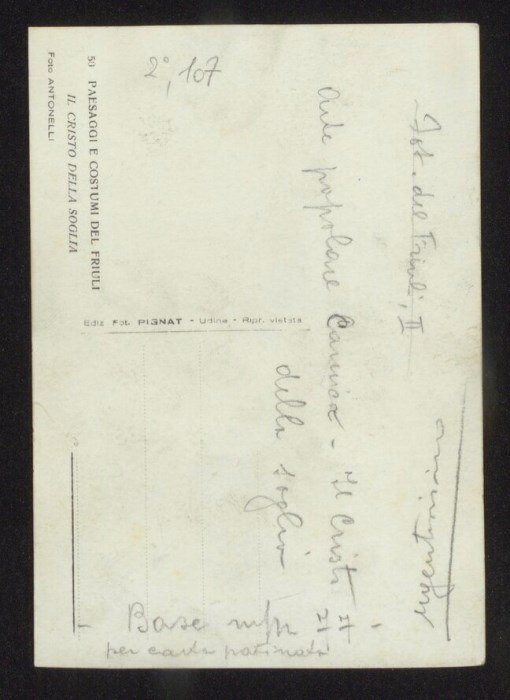 50 PAESAGGI E COSTUMI DEL FRIULI
IL CRISTO DELLA SOGLIA
Foto ANTONELLI
2°, 107
Ediz. Fot. PIGNAT - Udine - Ripr. vietata
del Friuli, II
arte popolare Carnica - Il Cristo
della soglia
Base m/m 77
per carta patinata